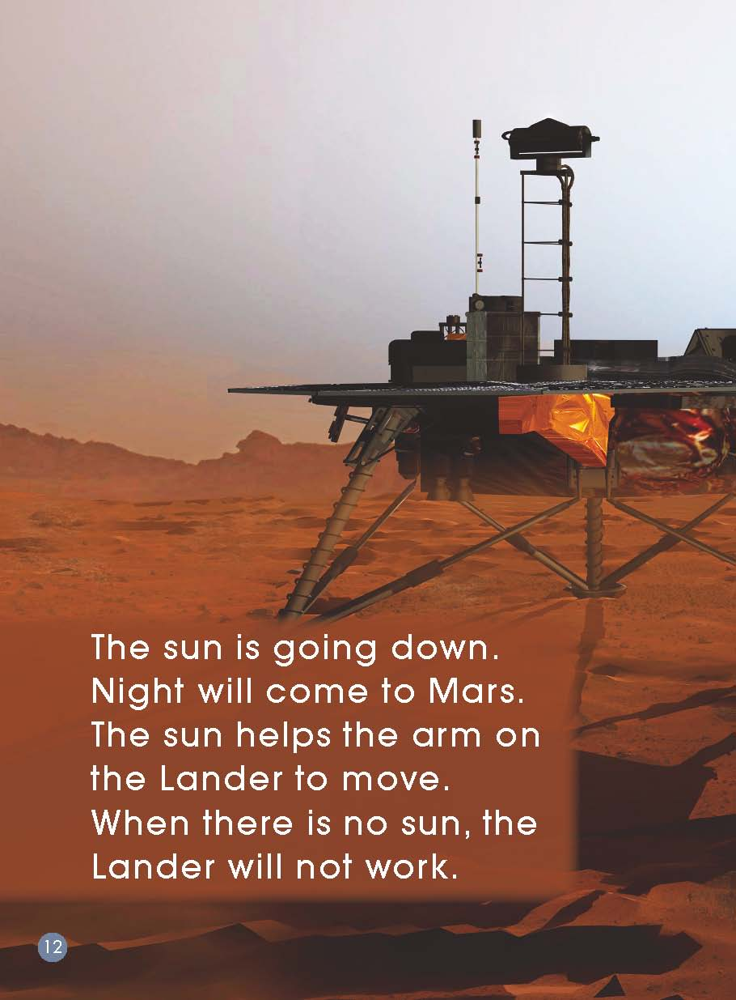 The sun is going down.
Night will come to Mars.
The sun helps the arm on
the Lander to move.
When there is no sun, the
Lander will not work.
12